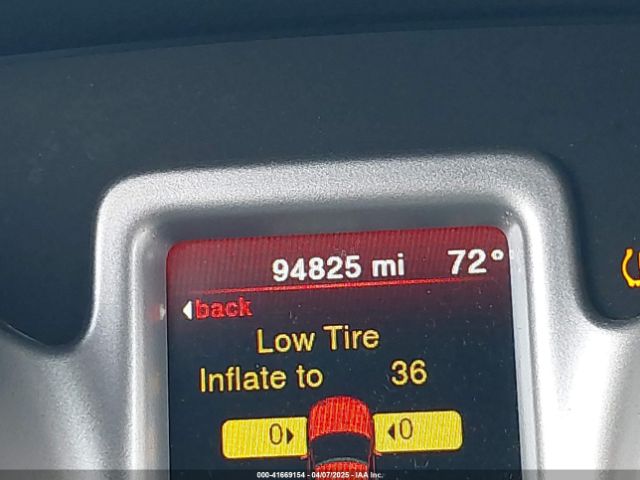 94825 mi 72°
back
Low Tire
Inflate to 36
0 0
000-41669154 - 04/07/2025 - IAA Inc.